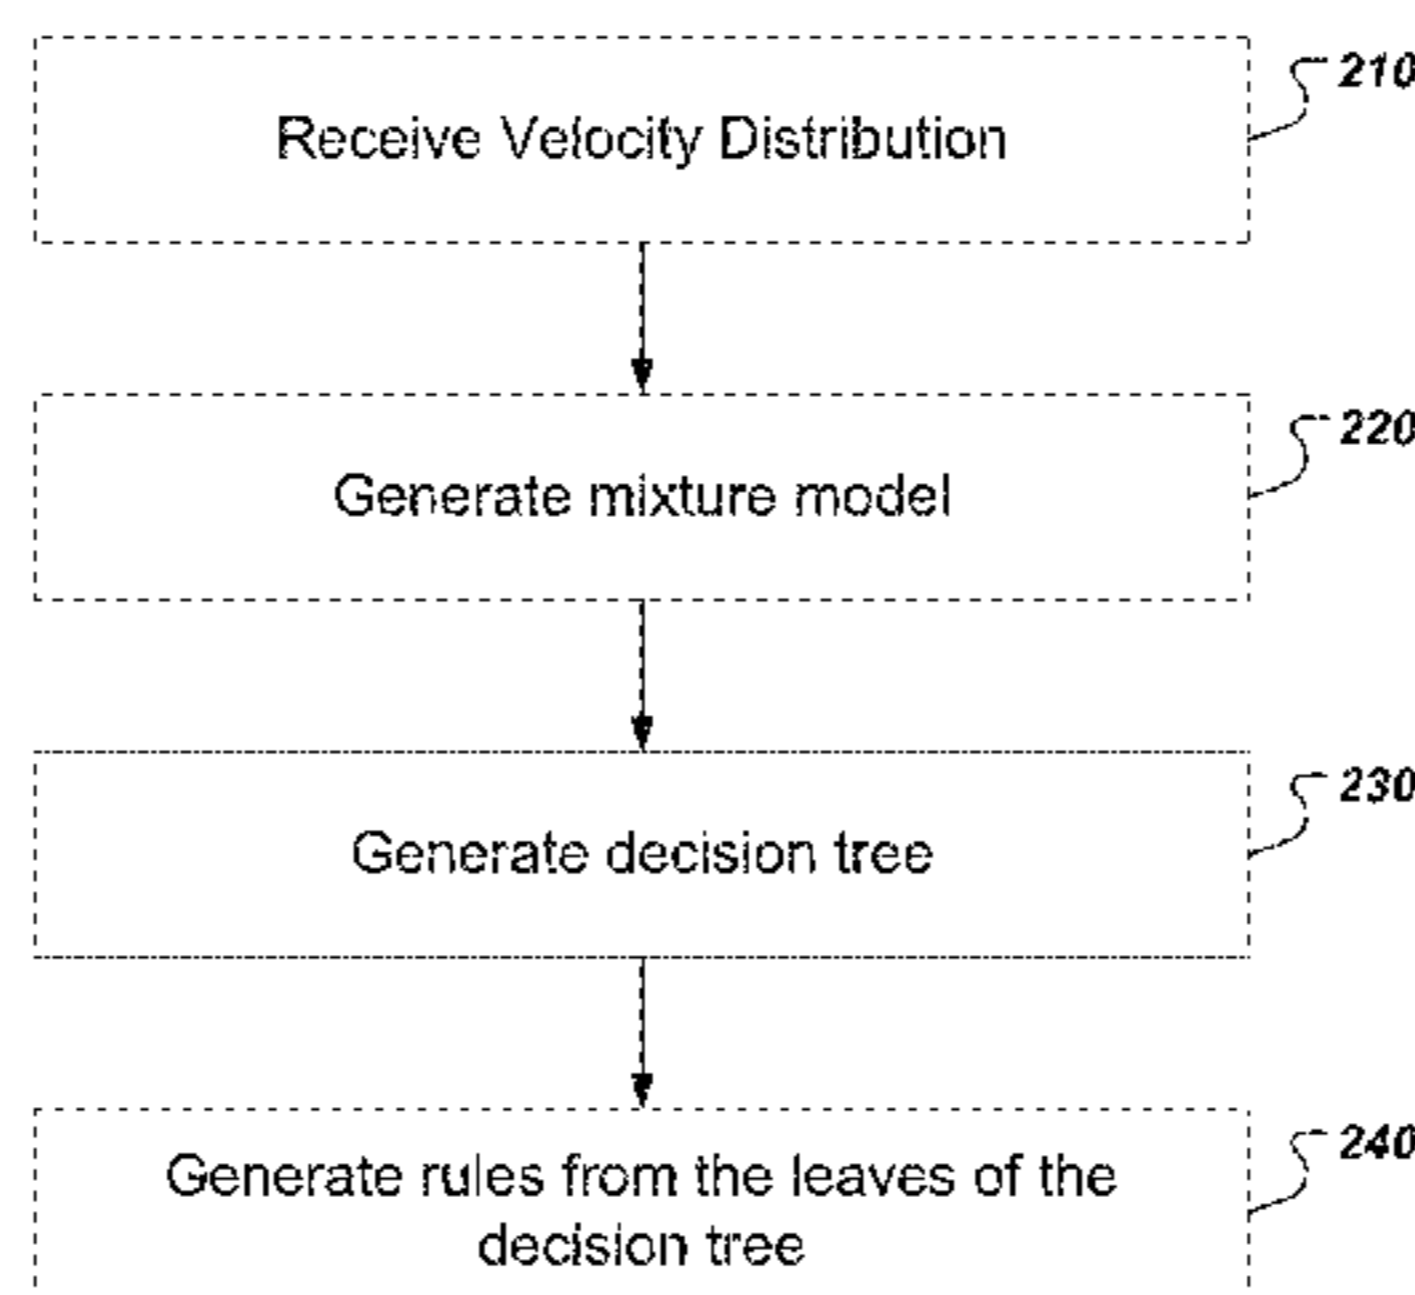 Receive Velocity Distribution
210
Generate mixture model
220
Generate decision tree
230
Generate rules from the leaves of the
decision tree
240